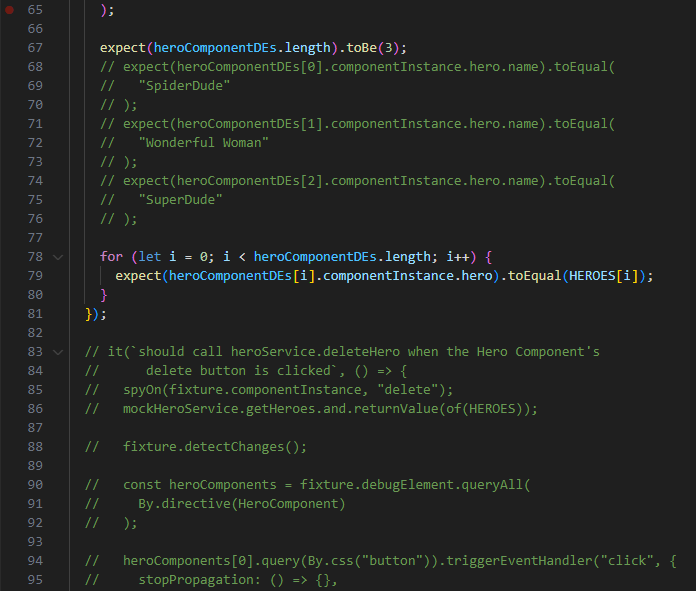 65 );
66
67 expect(heroComponentDEs.length).toBe(3);
68 // expect(heroComponentDEs[0].componentInstance.hero.name).toEqual(
69 //   "SpiderDude"
70 // );
71 // expect(heroComponentDEs[1].componentInstance.hero.name).toEqual(
72 //   "Wonderful Woman"
73 // );
74 // expect(heroComponentDEs[2].componentInstance.hero.name).toEqual(
75 //   "SuperDude"
76 // );
77
78 for (let i = 0; i < heroComponentDEs.length; i++) {
79   expect(heroComponentDEs[i].componentInstance.hero).toEqual(HEROES[i]);
80 }
81 });
82
83 // it(`should call heroService.deleteHero when the Hero Component's
84 //      delete button is clicked`, () => {
85 //   spyOn(fixture.componentInstance, "delete");
86 //   mockHeroService.getHeroes.and.returnValue(of(HEROES));
87
88 //   fixture.detectChanges();
89
90 //   const heroComponents = fixture.debugElement.queryAll(
91 //     By.directive(HeroComponent)
92 //   );
93
94 //   heroComponents[0].query(By.css("button")).triggerEventHandler("click", {
95 //     stopPropagation: () => {},